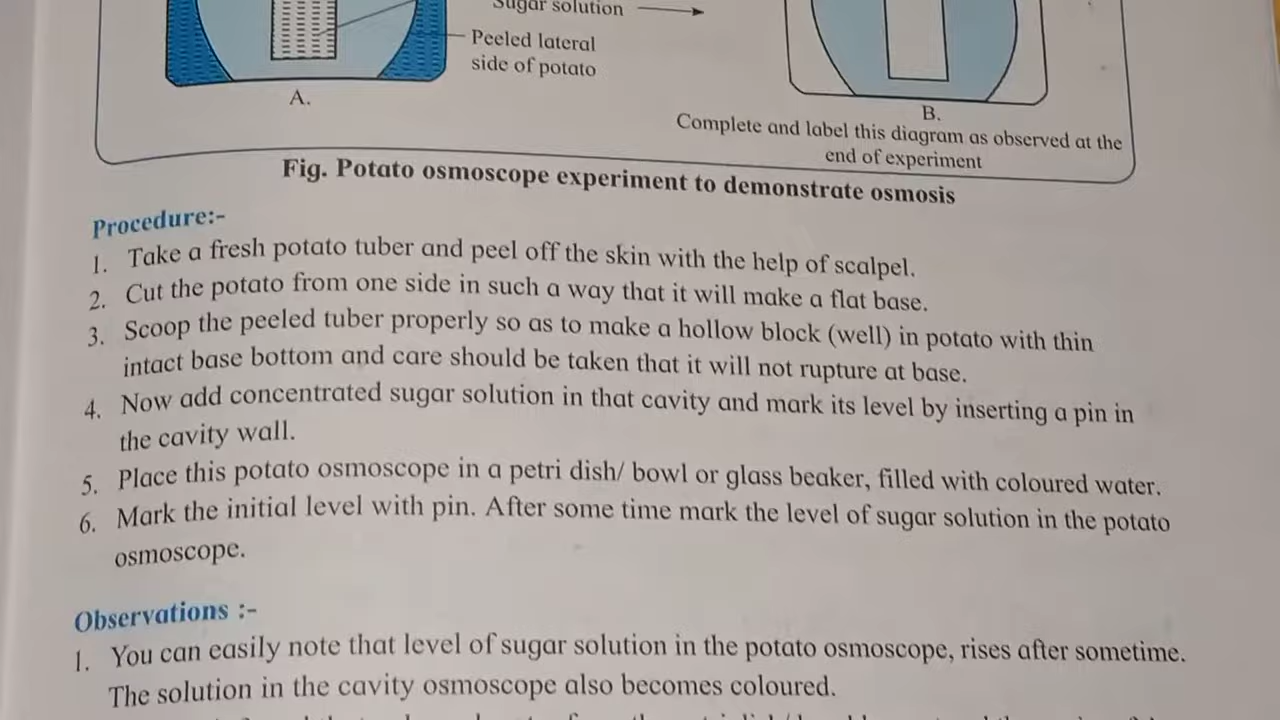 Sugar solution
Peeled lateral
side of potato
A.
B.
Complete and label this diagram as observed at the
end of experiment
Fig. Potato osmoscope experiment to demonstrate osmosis
Procedure:-
1. Take a fresh potato tuber and peel off the skin with the help of scalpel.
2. Cut the potato from one side in such a way that it will make a flat base.
3. Scoop the peeled tuber properly so as to make a hollow block (well) in potato with thin
intact base bottom and care should be taken that it will not rupture at base.
4. Now add concentrated sugar solution in that cavity and mark its level by inserting a pin in
the cavity wall.
5. Place this potato osmoscope in a petri dish/ bowl or glass beaker, filled with coloured water.
6. Mark the initial level with pin. After some time mark the level of sugar solution in the potato
osmoscope.
Observations :-
1. You can easily note that level of sugar solution in the potato osmoscope, rises after sometime.
The solution in the cavity osmoscope also becomes coloured.